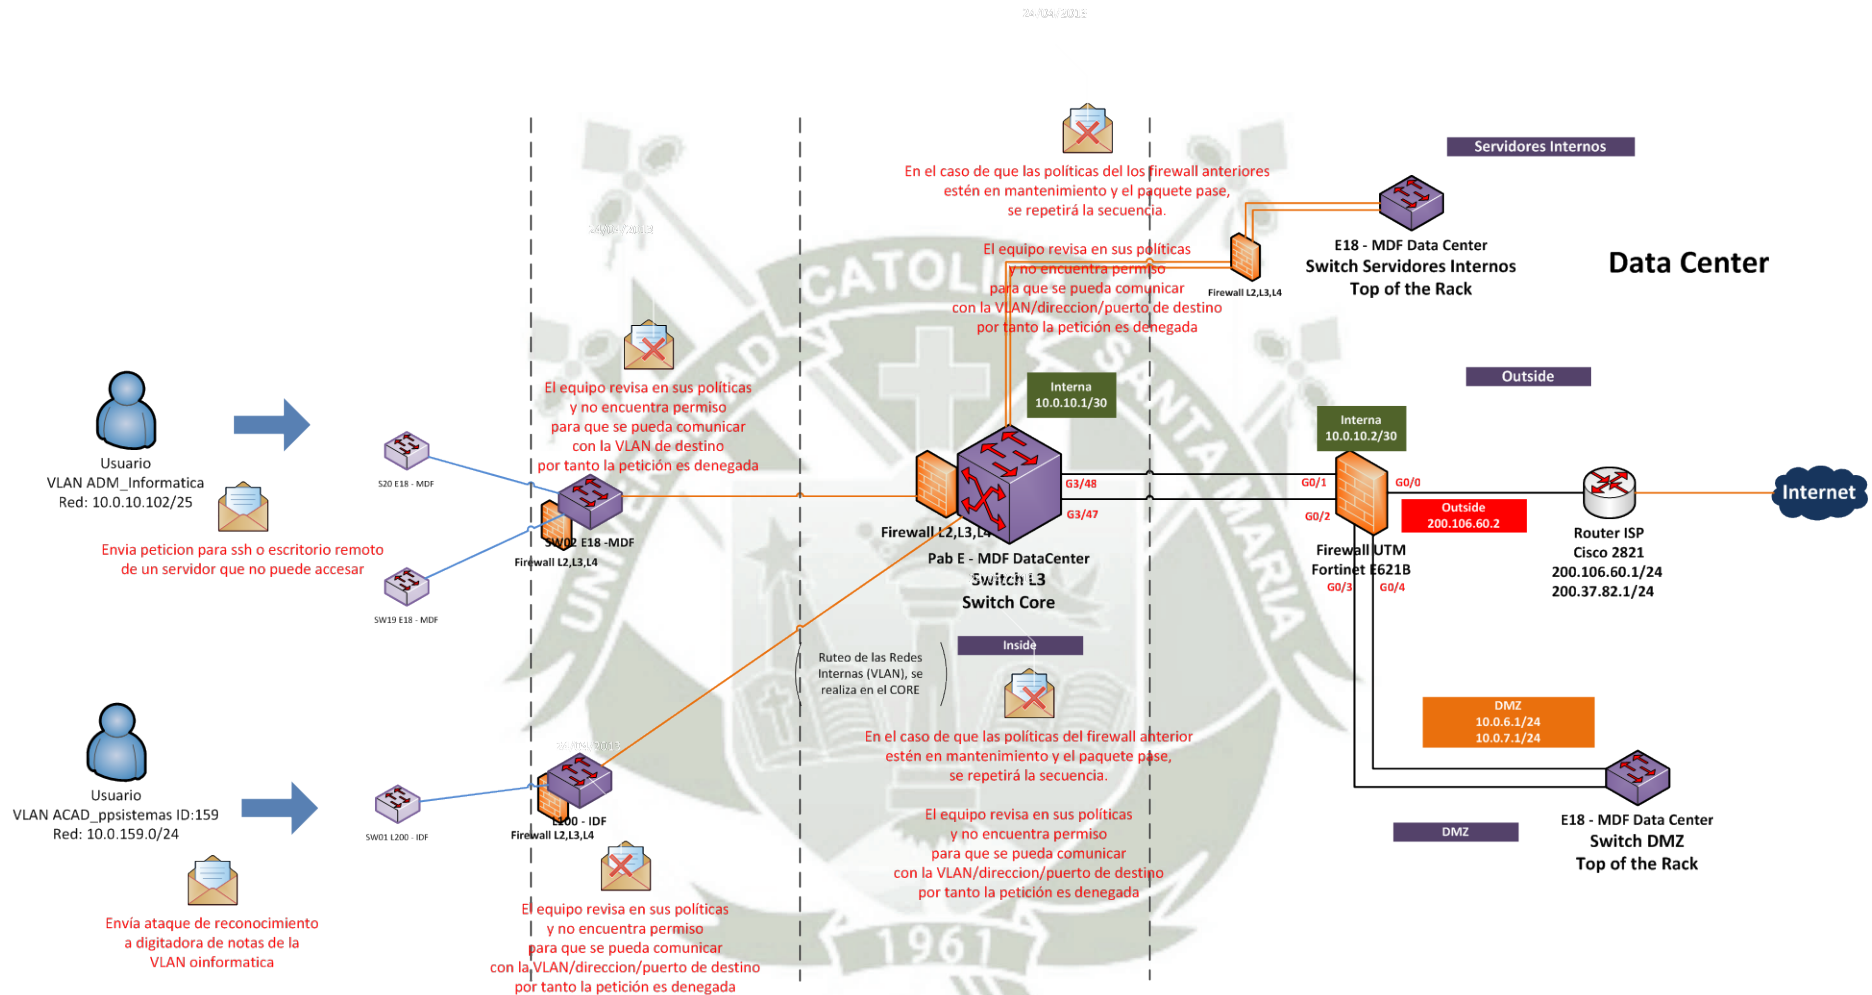 24/04/2013
En el caso de que las políticas del los firewall anteriores
estén en mantenimiento y el paquete pase,
se repetirá la secuencia.
El equipo revisa en sus políticas
y no encuentra permiso
para que se pueda comunicar
con la VLAN/direccion/puerto de destino
por tanto la petición es denegada
Servidores Internos
E18 - MDF Data Center
Switch Servidores Internos
Top of the Rack
Firewall L2,L3,L4
Data Center
Outside
Interna
10.0.10.1/30
Interna
10.0.10.2/30
El equipo revisa en sus políticas
y no encuentra permiso
para que se pueda comunicar
con la VLAN de destino
por tanto la petición es denegada
Usuario
VLAN ADM_Informatica
Red: 10.0.10.102/25
Envia peticion para ssh o escritorio remoto
de un servidor que no puede accesar
S20 E18 - MDF
SW02 E18 -MDF
Firewall L2,L3,L4
SW19 E18 - MDF
Firewall L2,L3,L4
Pab E - MDF DataCenter
Switch L3
Switch Core
G3/48
G3/47
G0/1
G0/2
G0/0
G0/3
G0/4
Outside
200.106.60.2
Firewall UTM
Fortinet E621B
Router ISP
Cisco 2821
200.106.60.1/24
200.37.82.1/24
Internet
Inside
Ruteo de las Redes
Internas (VLAN), se
realiza en el CORE
En el caso de que las políticas del firewall anterior
estén en mantenimiento y el paquete pase,
se repetirá la secuencia.
El equipo revisa en sus políticas
y no encuentra permiso
para que se pueda comunicar
con la VLAN/direccion/puerto de destino
por tanto la petición es denegada
DMZ
10.0.6.1/24
10.0.7.1/24
DMZ
E18 - MDF Data Center
Switch DMZ
Top of the Rack
Usuario
VLAN ACAD_ppsistemas ID:159
Red: 10.0.159.0/24
Envía ataque de reconocimiento
a digitadora de notas de la
VLAN oinformatica
SW01 L200 - IDF
L100 - IDF
Firewall L2,L3,L4
El equipo revisa en sus políticas
y no encuentra permiso
para que se pueda comunicar
con la VLAN/direccion/puerto de destino
por tanto la petición es denegada
UNIVERSIDAD CATOLICA SANTA MARIA
1961